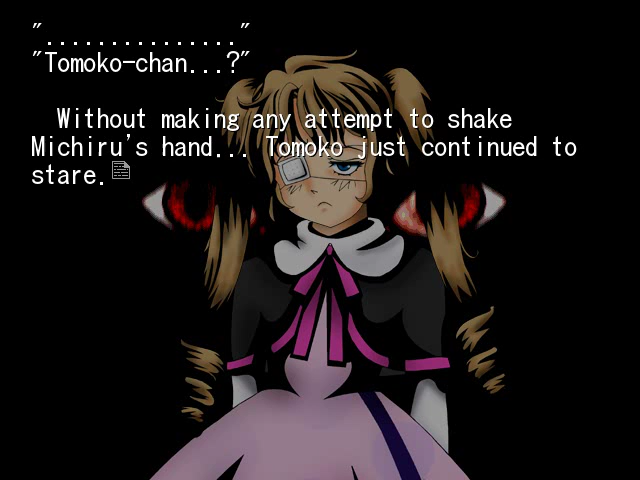 "..............."
"Tomoko-chan...?"
Without making any attempt to shake
Michiru's hand... Tomoko just continued to
stare.